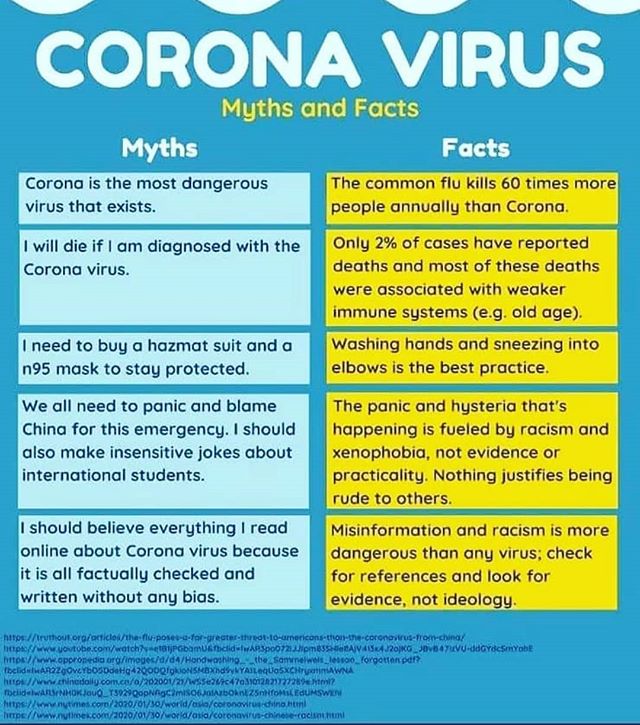 CORONA VIRUS
Myths and Facts
Myths
Facts
Corona is the most dangerous
virus that exists.
The common flu kills 60 times more
people annually than Corona.
I will die if I am diagnosed with the
Corona virus.
Only 2% of cases have reported
deaths and most of these deaths
were associated with weaker
immune systems (e.g. old age).
I need to buy a hazmat suit and a
n95 mask to stay protected.
Washing hands and sneezing into
elbows is the best practice.
We all need to panic and blame
China for this emergency. I should
also make insensitive jokes about
international students.
The panic and hysteria that's
happening is fueled by racism and
xenophobia, not evidence or
practicality. Nothing justifies being
rude to others.
I should believe everything I read
online about Corona virus because
it is all factually checked and
written without any bias.
Misinformation and racism is more
dangerous than any virus; check
for references and look for
evidence, not ideology.
https://truthout.org/articles/the-flu-poses-a-far-greater-threat-to-americans-than-the-coronavirus-from-china/
https://www.nytimes.com/2020/01/30/world/asia/coronavirus-china.html
https://www.nytimes.com/2020/01/30/world/asia/coronavirus-chinese-racism.html